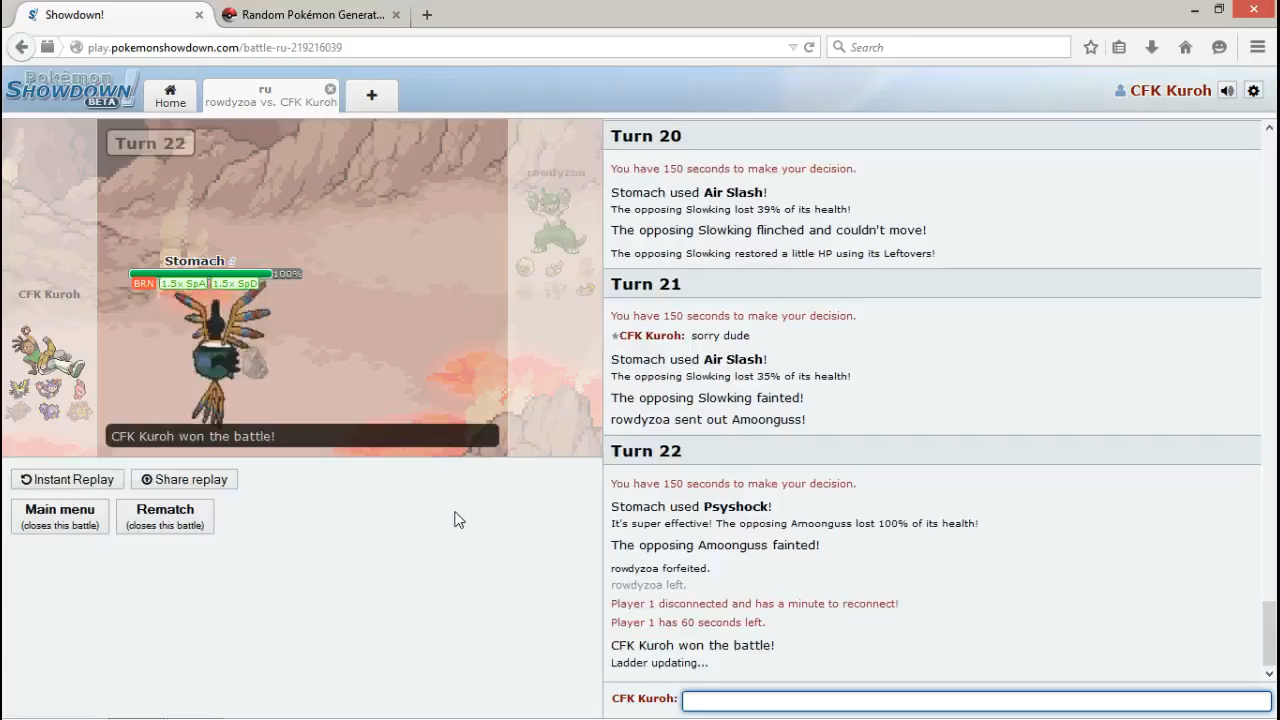 Showdown!
Random Pokémon Generat...
play.pokemonshowdown.com/battle-ru-219216039
Search
Pokémon
SHOWDOWN
BETA
Home
ru
rowdyzoa vs. CFK Kuroh
CFK Kuroh
Turn 22
rowdyzoa
Stomach ♂
100%
BRN 1.5× SpA 1.5× SpD
CFK Kuroh
CFK Kuroh won the battle!
Instant Replay
Share replay
Main menu
(closes this battle)
Rematch
(closes this battle)
Turn 20
You have 150 seconds to make your decision.
Stomach used Air Slash!
The opposing Slowking lost 39% of its health!
The opposing Slowking flinched and couldn't move!
The opposing Slowking restored a little HP using its Leftovers!
Turn 21
You have 150 seconds to make your decision.
★CFK Kuroh: sorry dude
Stomach used Air Slash!
The opposing Slowking lost 35% of its health!
The opposing Slowking fainted!
rowdyzoa sent out Amoonguss!
Turn 22
You have 150 seconds to make your decision.
Stomach used Psyshock!
It's super effective! The opposing Amoonguss lost 100% of its health!
The opposing Amoonguss fainted!
rowdyzoa forfeited.
rowdyzoa left.
Player 1 disconnected and has a minute to reconnect!
Player 1 has 60 seconds left.
CFK Kuroh won the battle!
Ladder updating...
CFK Kuroh: